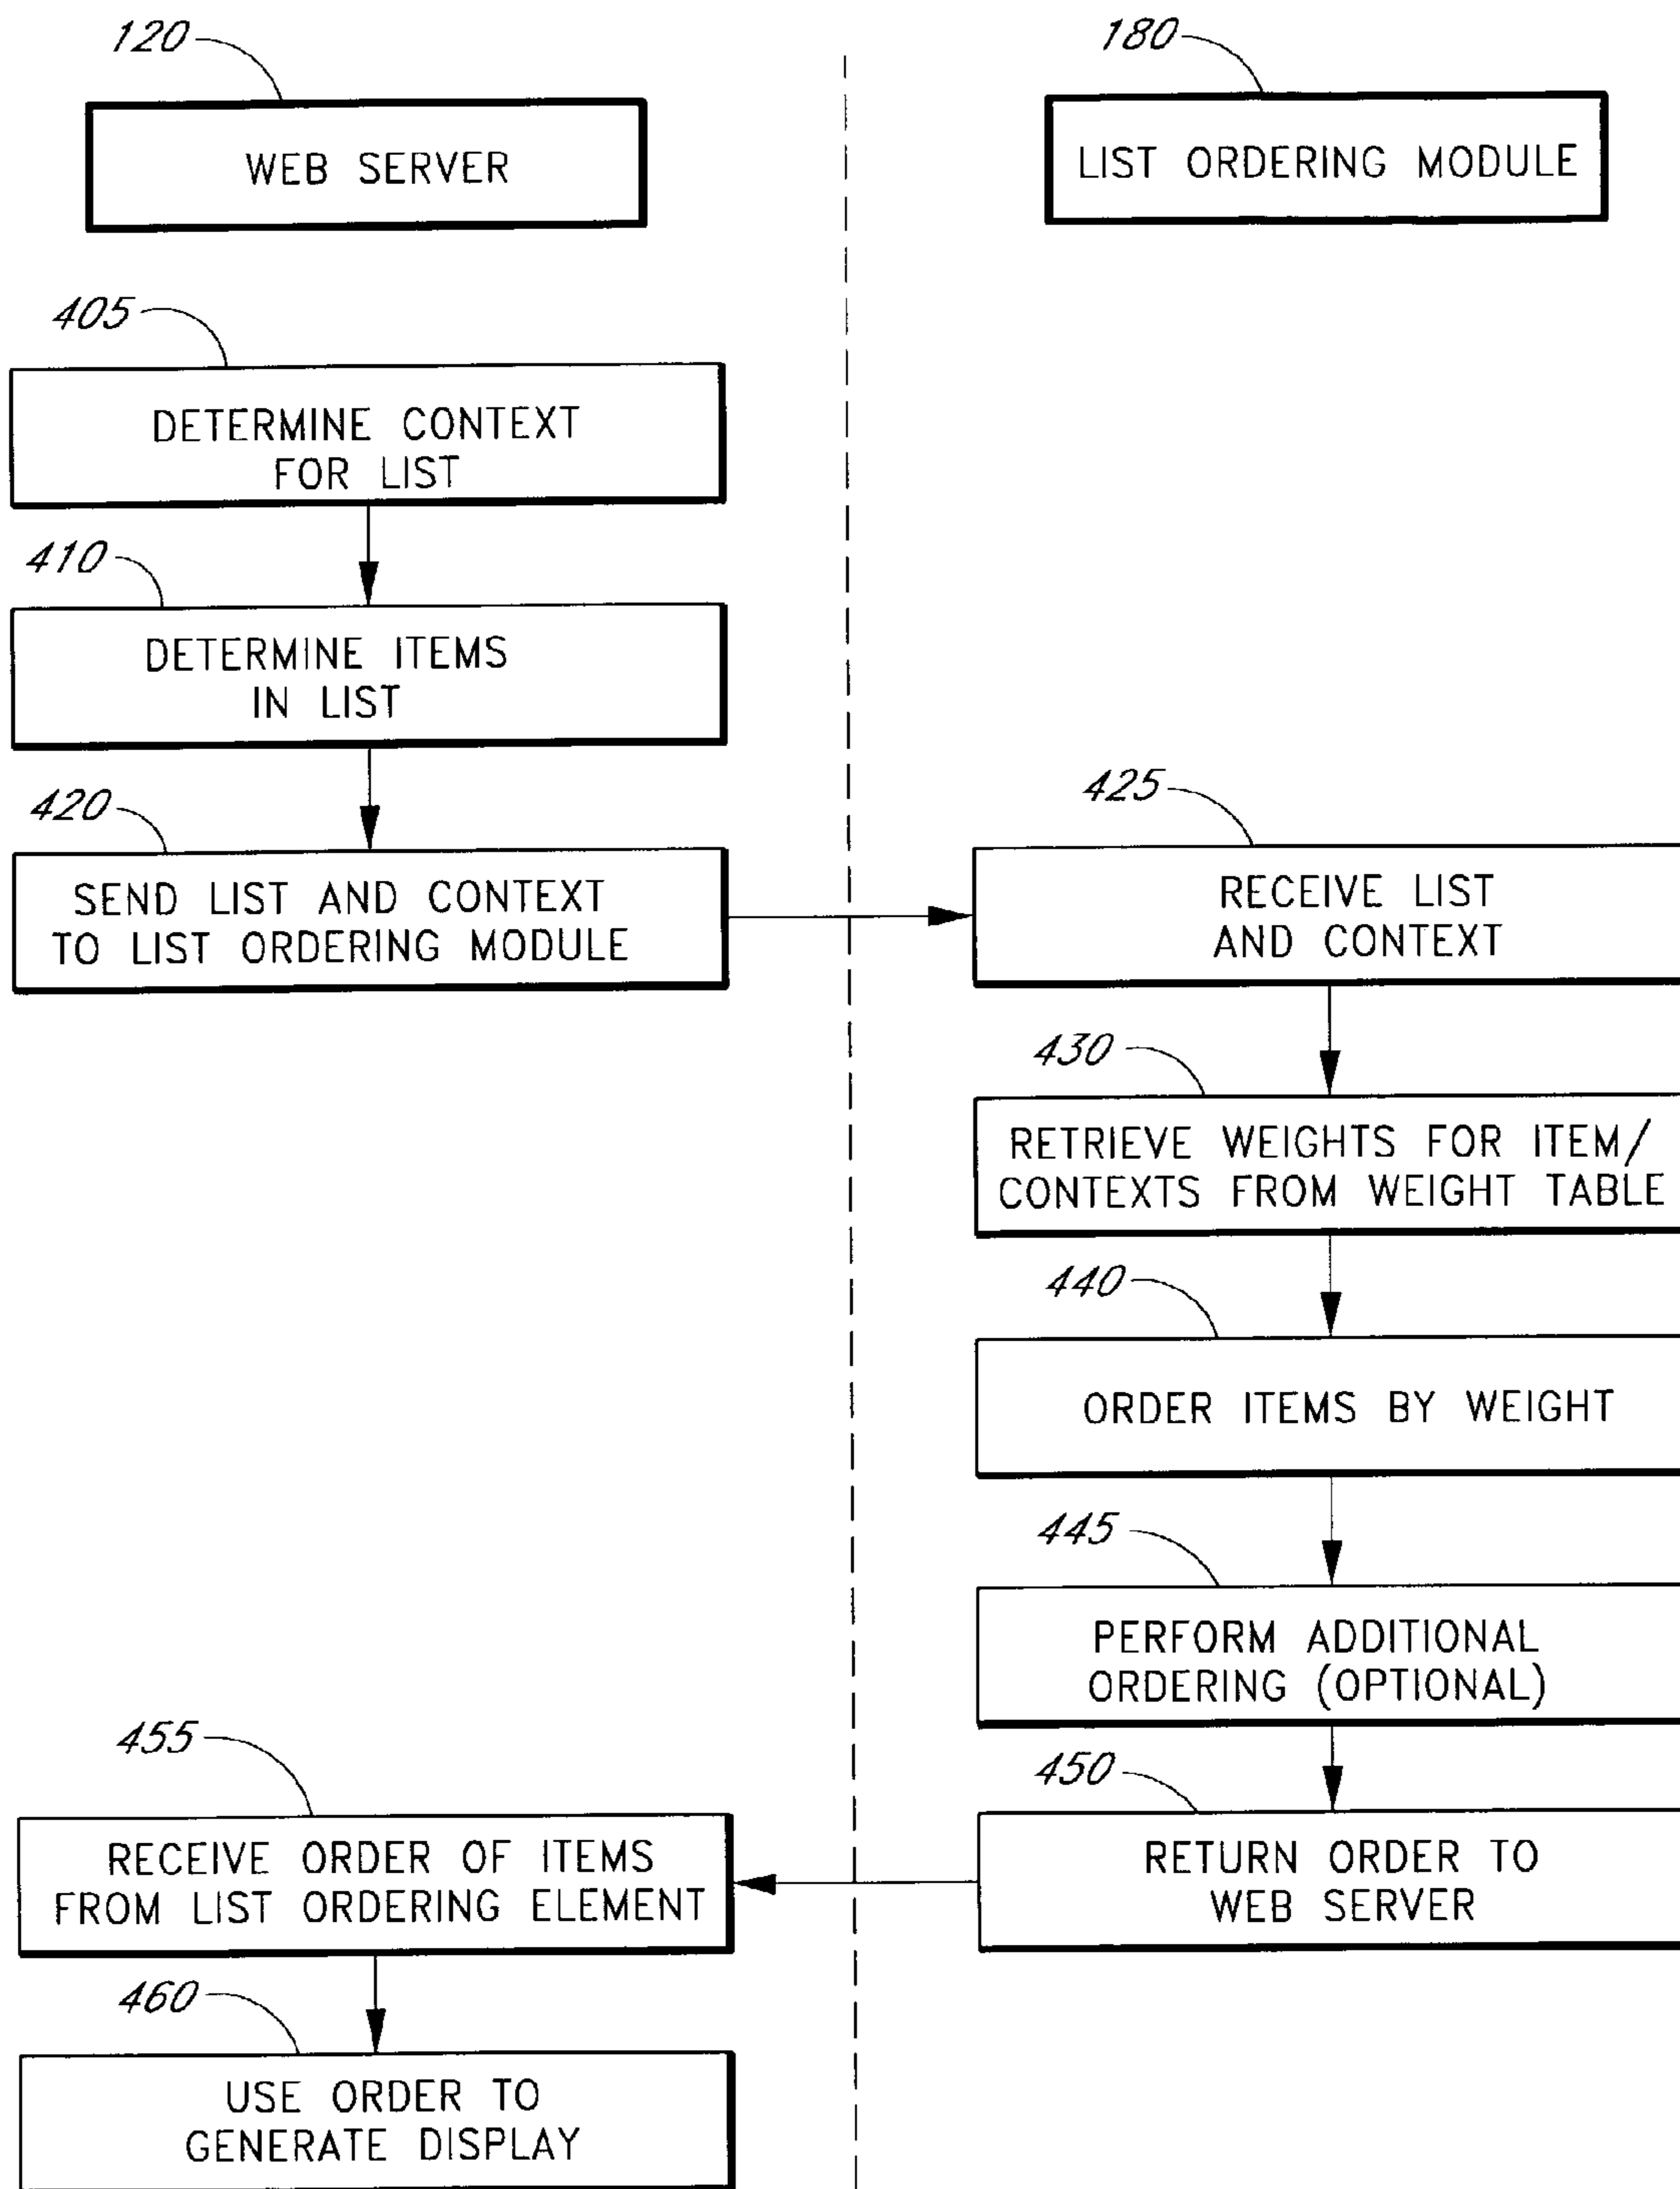 120
WEB SERVER
180
LIST ORDERING MODULE
405
DETERMINE CONTEXT
FOR LIST
410
DETERMINE ITEMS
IN LIST
420
SEND LIST AND CONTEXT
TO LIST ORDERING MODULE
425
RECEIVE LIST
AND CONTEXT
430
RETRIEVE WEIGHTS FOR ITEM/
CONTEXTS FROM WEIGHT TABLE
440
ORDER ITEMS BY WEIGHT
445
PERFORM ADDITIONAL
ORDERING (OPTIONAL)
450
RETURN ORDER TO
WEB SERVER
455
RECEIVE ORDER OF ITEMS
FROM LIST ORDERING ELEMENT
460
USE ORDER TO
GENERATE DISPLAY